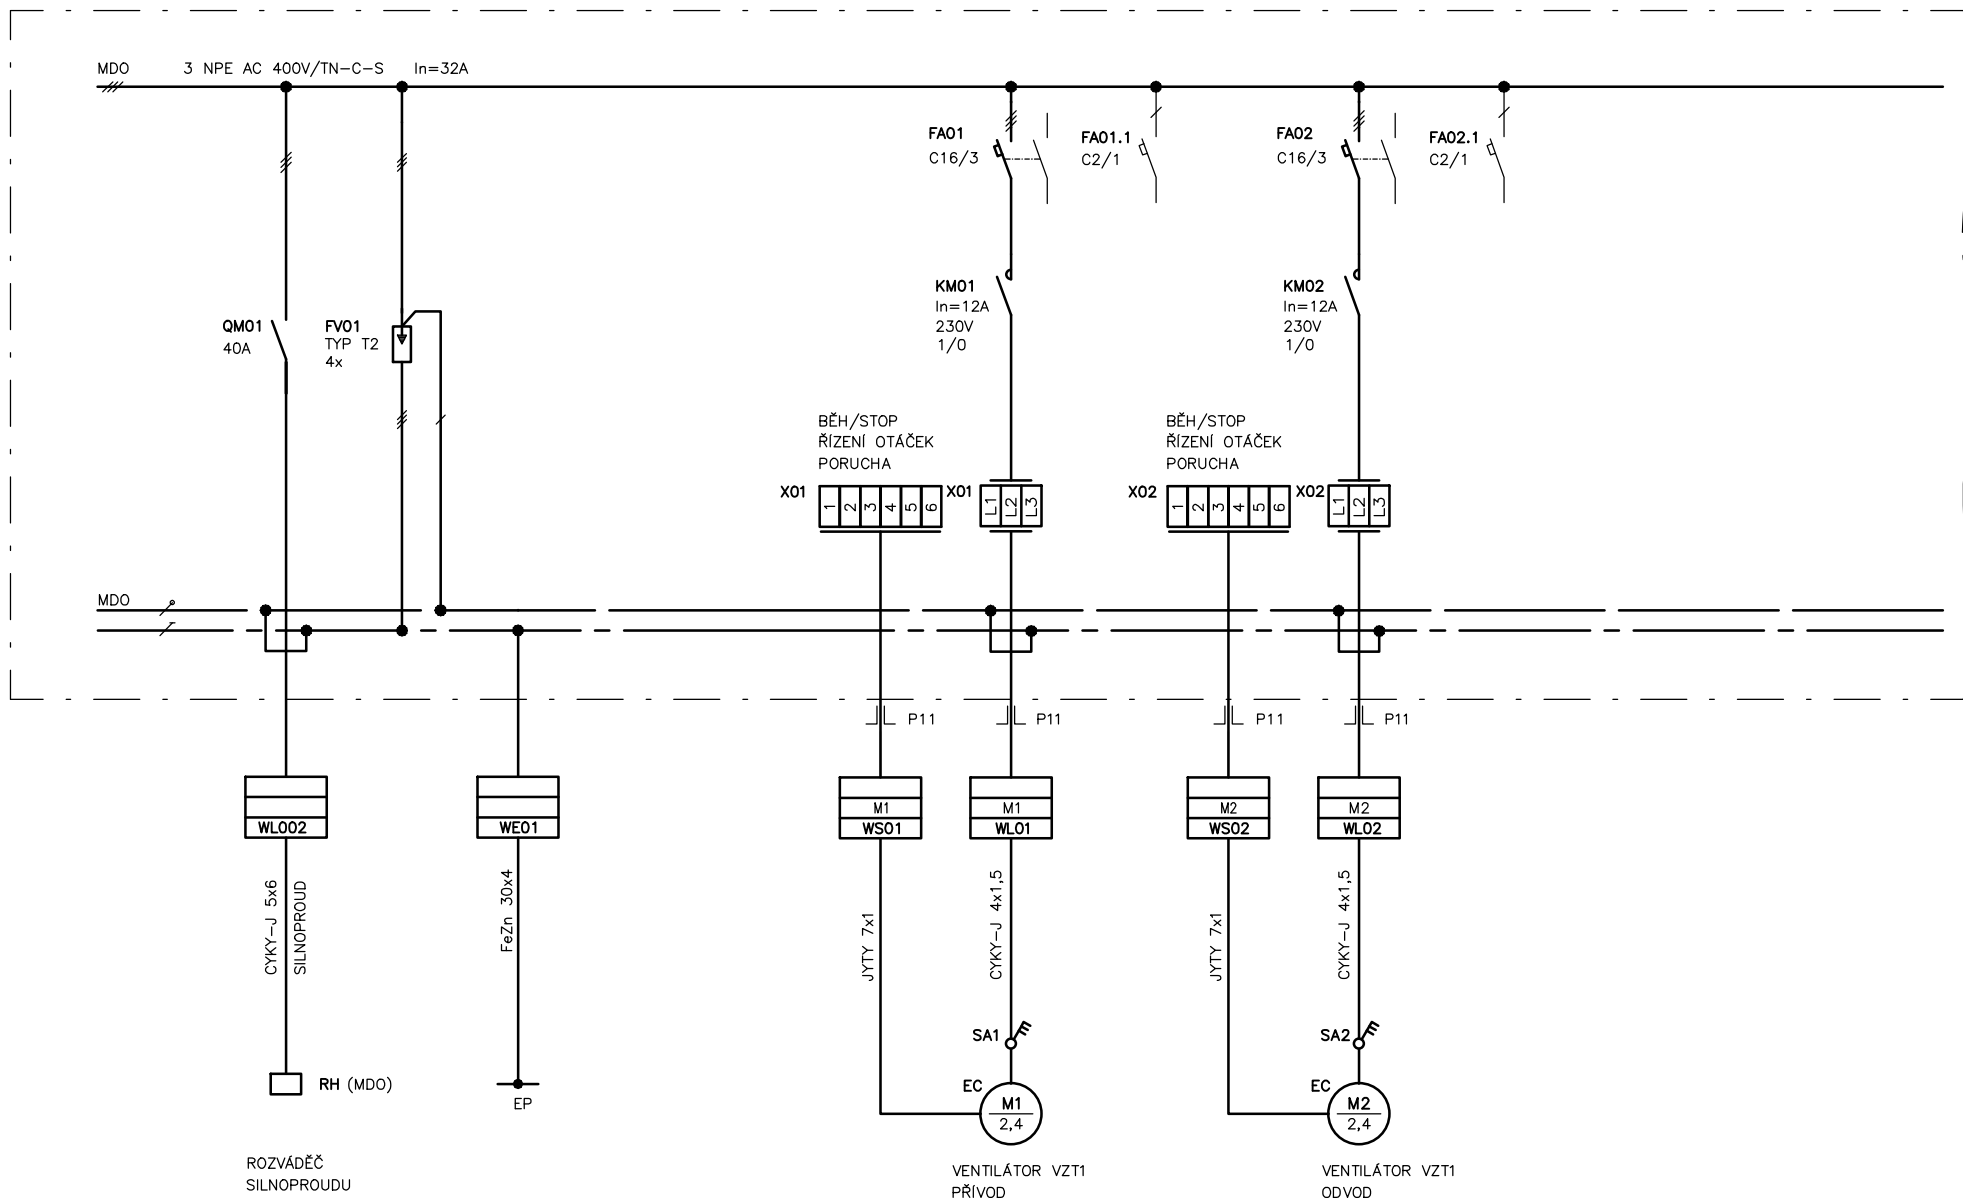 MDO 3 NPE AC 400V/TN-C-S In=32A
FA01
C16/3
FA01.1
C2/1
FA02
C16/3
FA02.1
C2/1
QM01
40A
FV01
TYP T2
4x
KM01
In=12A
230V
1/0
KM02
In=12A
230V
1/0
BĚH/STOP
ŘÍZENÍ OTÁČEK
PORUCHA
BĚH/STOP
ŘÍZENÍ OTÁČEK
PORUCHA
X01 1 2 3 4 5 6
X01 L1 L2 L3
X02 1 2 3 4 5 6
X02 L1 L2 L3
MDO
P11 P11 P11 P11
WL002
WE01
M1
WS01
M1
WL01
M2
WS02
M2
WL02
CYKY-J 5x6
SILNOPROUD
FeZn 30x4
JYTY 7x1
CYKY-J 4x1,5
JYTY 7x1
CYKY-J 4x1,5
SA1
SA2
RH (MDO)
EP
EC
M1
2,4
EC
M2
2,4
ROZVÁDĚČ
SILNOPROUDU
VENTILÁTOR VZT1
PŘÍVOD
VENTILÁTOR VZT1
ODVOD